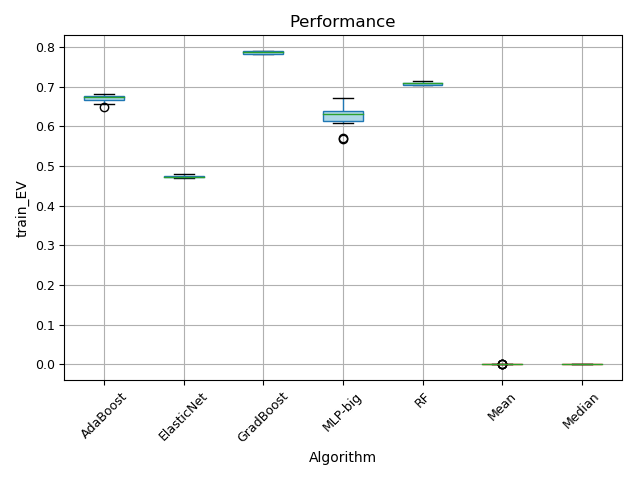 Performance
train_EV
0.8
0.7
0.6
0.5
0.4
0.3
0.2
0.1
0.0
AdaBoost
ElasticNet
GradBoost
MLP-big
RF
Mean
Median
Algorithm